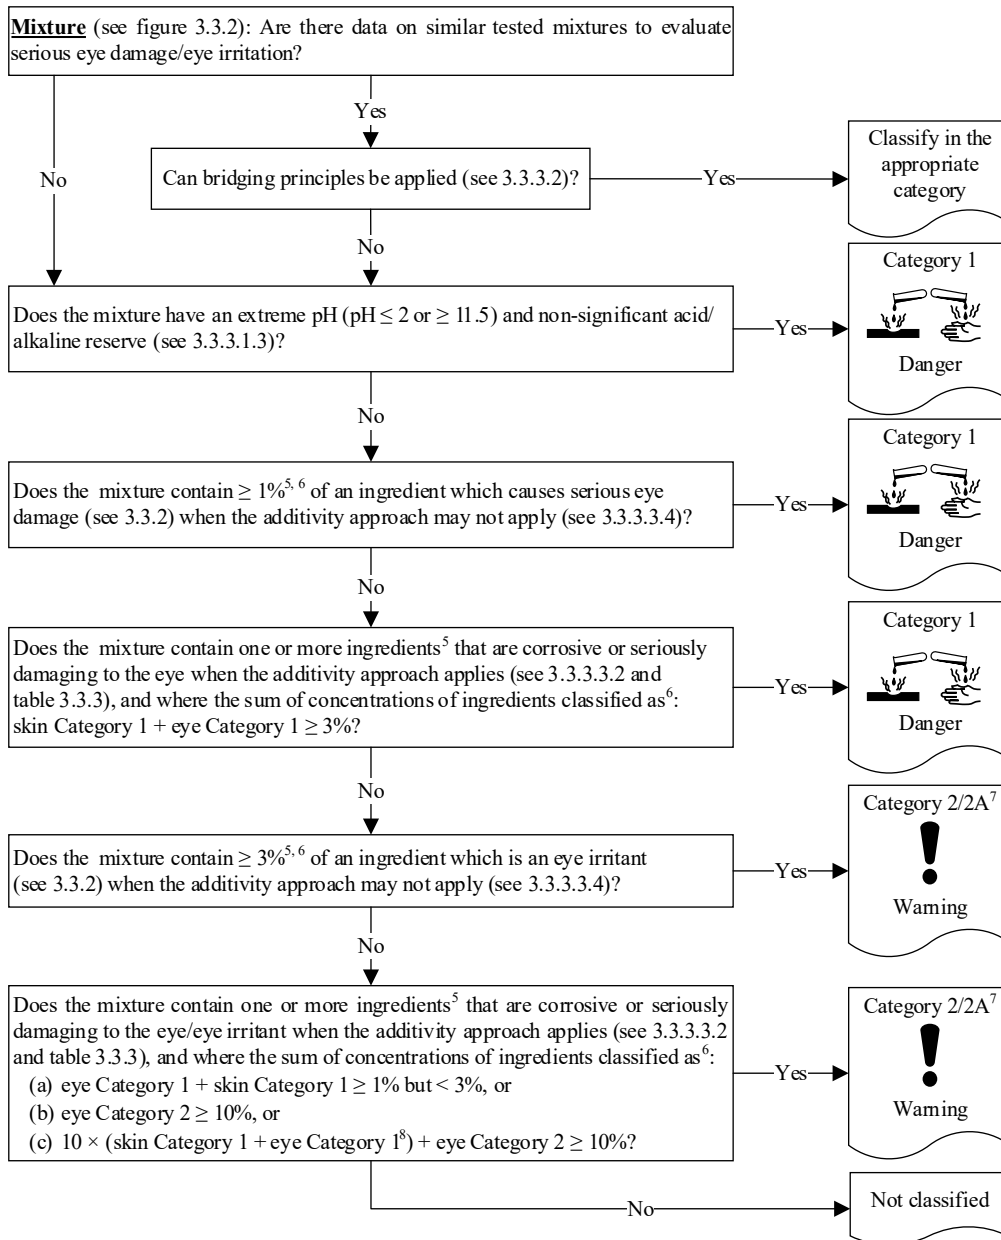 Mixture (see figure 3.3.2): Are there data on similar tested mixtures to evaluate
serious eye damage/eye irritation?
Yes
No
Can bridging principles be applied (see 3.3.3.2)?
Yes
Classify in the
appropriate
category
No
Does the mixture have an extreme pH (pH ≤ 2 or ≥ 11.5) and non-significant acid/
alkaline reserve (see 3.3.3.1.3)?
Yes
Category 1
Danger
No
Does the mixture contain ≥ 1%5, 6 of an ingredient which causes serious eye
damage (see 3.3.2) when the additivity approach may not apply (see 3.3.3.3.4)?
Yes
Category 1
Danger
No
Does the mixture contain one or more ingredients5 that are corrosive or seriously
damaging to the eye when the additivity approach applies (see 3.3.3.3.2 and
table 3.3.3), and where the sum of concentrations of ingredients classified as6:
skin Category 1 + eye Category 1 ≥ 3%?
Yes
Category 1
Danger
No
Does the mixture contain ≥ 3%5, 6 of an ingredient which is an eye irritant
(see 3.3.2) when the additivity approach may not apply (see 3.3.3.3.4)?
Yes
Category 2/2A7
Warning
No
Does the mixture contain one or more ingredients5 that are corrosive or seriously
damaging to the eye/eye irritant when the additivity approach applies (see 3.3.3.3.2
and table 3.3.3), and where the sum of concentrations of ingredients classified as6:
(a) eye Category 1 + skin Category 1 ≥ 1% but < 3%, or
(b) eye Category 2 ≥ 10%, or
(c) 10 × (skin Category 1 + eye Category 18) + eye Category 2 ≥ 10%?
Yes
Category 2/2A7
Warning
No
Not classified